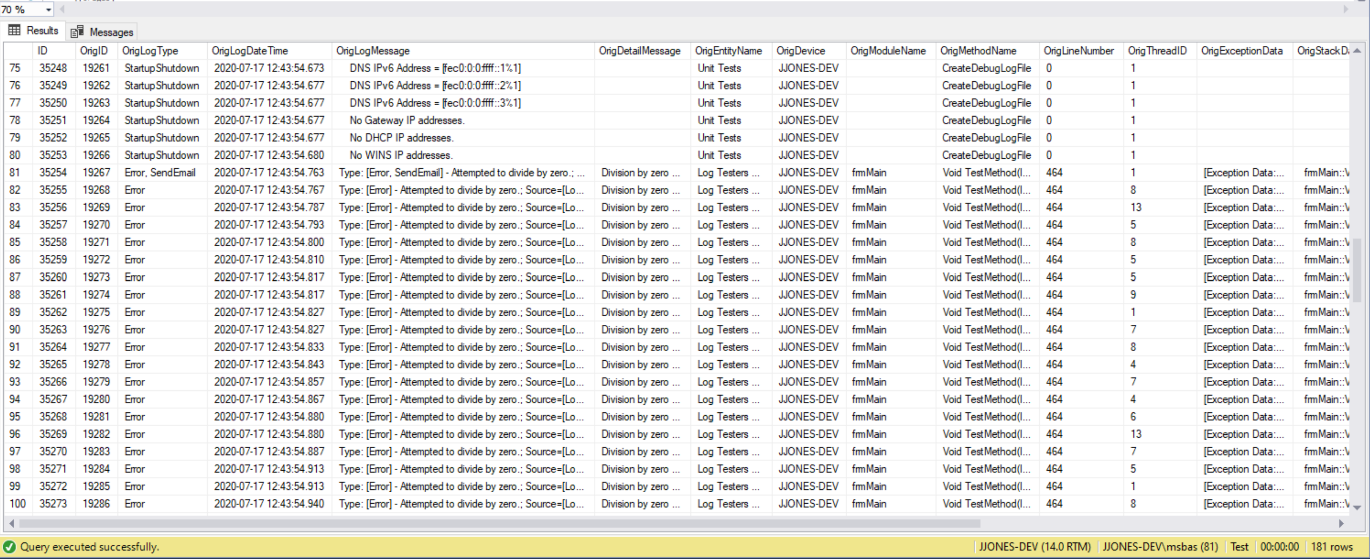 70 %
Results Messages
ID OrigID OrigLogType OrigLogDateTime OrigLogMessage OrigDetailMessage OrigEntityName OrigDevice OrigModuleName OrigMethodName OrigLineNumber OrigThreadID OrigExceptionData OrigStackD
75 35248 19261 StartupShutdown 2020-07-17 12:43:54.673 DNS IPv6 Address = [fec0:0:0:ffff::1%1] Unit Tests JJONES-DEV CreateDebugLogFile 0 1
76 35249 19262 StartupShutdown 2020-07-17 12:43:54.677 DNS IPv6 Address = [fec0:0:0:ffff::2%1] Unit Tests JJONES-DEV CreateDebugLogFile 0 1
77 35250 19263 StartupShutdown 2020-07-17 12:43:54.677 DNS IPv6 Address = [fec0:0:0:ffff::3%1] Unit Tests JJONES-DEV CreateDebugLogFile 0 1
78 35251 19264 StartupShutdown 2020-07-17 12:43:54.677 No Gateway IP addresses. Unit Tests JJONES-DEV CreateDebugLogFile 0 1
79 35252 19265 StartupShutdown 2020-07-17 12:43:54.677 No DHCP IP addresses. Unit Tests JJONES-DEV CreateDebugLogFile 0 1
80 35253 19266 StartupShutdown 2020-07-17 12:43:54.680 No WINS IP addresses. Unit Tests JJONES-DEV CreateDebugLogFile 0 1
81 35254 19267 Error, SendEmail 2020-07-17 12:43:54.763 Type: [Error, SendEmail] - Attempted to divide by zero.; ... Division by zero ... Log Testers ... JJONES-DEV frmMain Void TestMethod(I... 464 1 [Exception Data:... frmMain::V
82 35255 19268 Error 2020-07-17 12:43:54.767 Type: [Error] - Attempted to divide by zero.; Source=[Lo... Division by zero ... Log Testers ... JJONES-DEV frmMain Void TestMethod(I... 464 8 [Exception Data:... frmMain::V
83 35256 19269 Error 2020-07-17 12:43:54.787 Type: [Error] - Attempted to divide by zero.; Source=[Lo... Division by zero ... Log Testers ... JJONES-DEV frmMain Void TestMethod(I... 464 13 [Exception Data:... frmMain::V
84 35257 19270 Error 2020-07-17 12:43:54.793 Type: [Error] - Attempted to divide by zero.; Source=[Lo... Division by zero ... Log Testers ... JJONES-DEV frmMain Void TestMethod(I... 464 5 [Exception Data:... frmMain::V
85 35258 19271 Error 2020-07-17 12:43:54.800 Type: [Error] - Attempted to divide by zero.; Source=[Lo... Division by zero ... Log Testers ... JJONES-DEV frmMain Void TestMethod(I... 464 8 [Exception Data:... frmMain::V
86 35259 19272 Error 2020-07-17 12:43:54.810 Type: [Error] - Attempted to divide by zero.; Source=[Lo... Division by zero ... Log Testers ... JJONES-DEV frmMain Void TestMethod(I... 464 5 [Exception Data:... frmMain::V
87 35260 19273 Error 2020-07-17 12:43:54.817 Type: [Error] - Attempted to divide by zero.; Source=[Lo... Division by zero ... Log Testers ... JJONES-DEV frmMain Void TestMethod(I... 464 5 [Exception Data:... frmMain::V
88 35261 19274 Error 2020-07-17 12:43:54.817 Type: [Error] - Attempted to divide by zero.; Source=[Lo... Division by zero ... Log Testers ... JJONES-DEV frmMain Void TestMethod(I... 464 9 [Exception Data:... frmMain::V
89 35262 19275 Error 2020-07-17 12:43:54.827 Type: [Error] - Attempted to divide by zero.; Source=[Lo... Division by zero ... Log Testers ... JJONES-DEV frmMain Void TestMethod(I... 464 1 [Exception Data:... frmMain::V
90 35263 19276 Error 2020-07-17 12:43:54.827 Type: [Error] - Attempted to divide by zero.; Source=[Lo... Division by zero ... Log Testers ... JJONES-DEV frmMain Void TestMethod(I... 464 7 [Exception Data:... frmMain::V
91 35264 19277 Error 2020-07-17 12:43:54.833 Type: [Error] - Attempted to divide by zero.; Source=[Lo... Division by zero ... Log Testers ... JJONES-DEV frmMain Void TestMethod(I... 464 8 [Exception Data:... frmMain::V
92 35265 19278 Error 2020-07-17 12:43:54.843 Type: [Error] - Attempted to divide by zero.; Source=[Lo... Division by zero ... Log Testers ... JJONES-DEV frmMain Void TestMethod(I... 464 4 [Exception Data:... frmMain::V
93 35266 19279 Error 2020-07-17 12:43:54.857 Type: [Error] - Attempted to divide by zero.; Source=[Lo... Division by zero ... Log Testers ... JJONES-DEV frmMain Void TestMethod(I... 464 7 [Exception Data:... frmMain::V
94 35267 19280 Error 2020-07-17 12:43:54.867 Type: [Error] - Attempted to divide by zero.; Source=[Lo... Division by zero ... Log Testers ... JJONES-DEV frmMain Void TestMethod(I... 464 4 [Exception Data:... frmMain::V
95 35268 19281 Error 2020-07-17 12:43:54.880 Type: [Error] - Attempted to divide by zero.; Source=[Lo... Division by zero ... Log Testers ... JJONES-DEV frmMain Void TestMethod(I... 464 6 [Exception Data:... frmMain::V
96 35269 19282 Error 2020-07-17 12:43:54.880 Type: [Error] - Attempted to divide by zero.; Source=[Lo... Division by zero ... Log Testers ... JJONES-DEV frmMain Void TestMethod(I... 464 13 [Exception Data:... frmMain::V
97 35270 19283 Error 2020-07-17 12:43:54.887 Type: [Error] - Attempted to divide by zero.; Source=[Lo... Division by zero ... Log Testers ... JJONES-DEV frmMain Void TestMethod(I... 464 7 [Exception Data:... frmMain::V
98 35271 19284 Error 2020-07-17 12:43:54.913 Type: [Error] - Attempted to divide by zero.; Source=[Lo... Division by zero ... Log Testers ... JJONES-DEV frmMain Void TestMethod(I... 464 5 [Exception Data:... frmMain::V
99 35272 19285 Error 2020-07-17 12:43:54.913 Type: [Error] - Attempted to divide by zero.; Source=[Lo... Division by zero ... Log Testers ... JJONES-DEV frmMain Void TestMethod(I... 464 1 [Exception Data:... frmMain::V
100 35273 19286 Error 2020-07-17 12:43:54.940 Type: [Error] - Attempted to divide by zero.; Source=[Lo... Division by zero ... Log Testers ... JJONES-DEV frmMain Void TestMethod(I... 464 8 [Exception Data:... frmMain::V
Query executed successfully. JJONES-DEV (14.0 RTM) JJONES-DEV\msbas (81) Test 00:00:00 181 rows